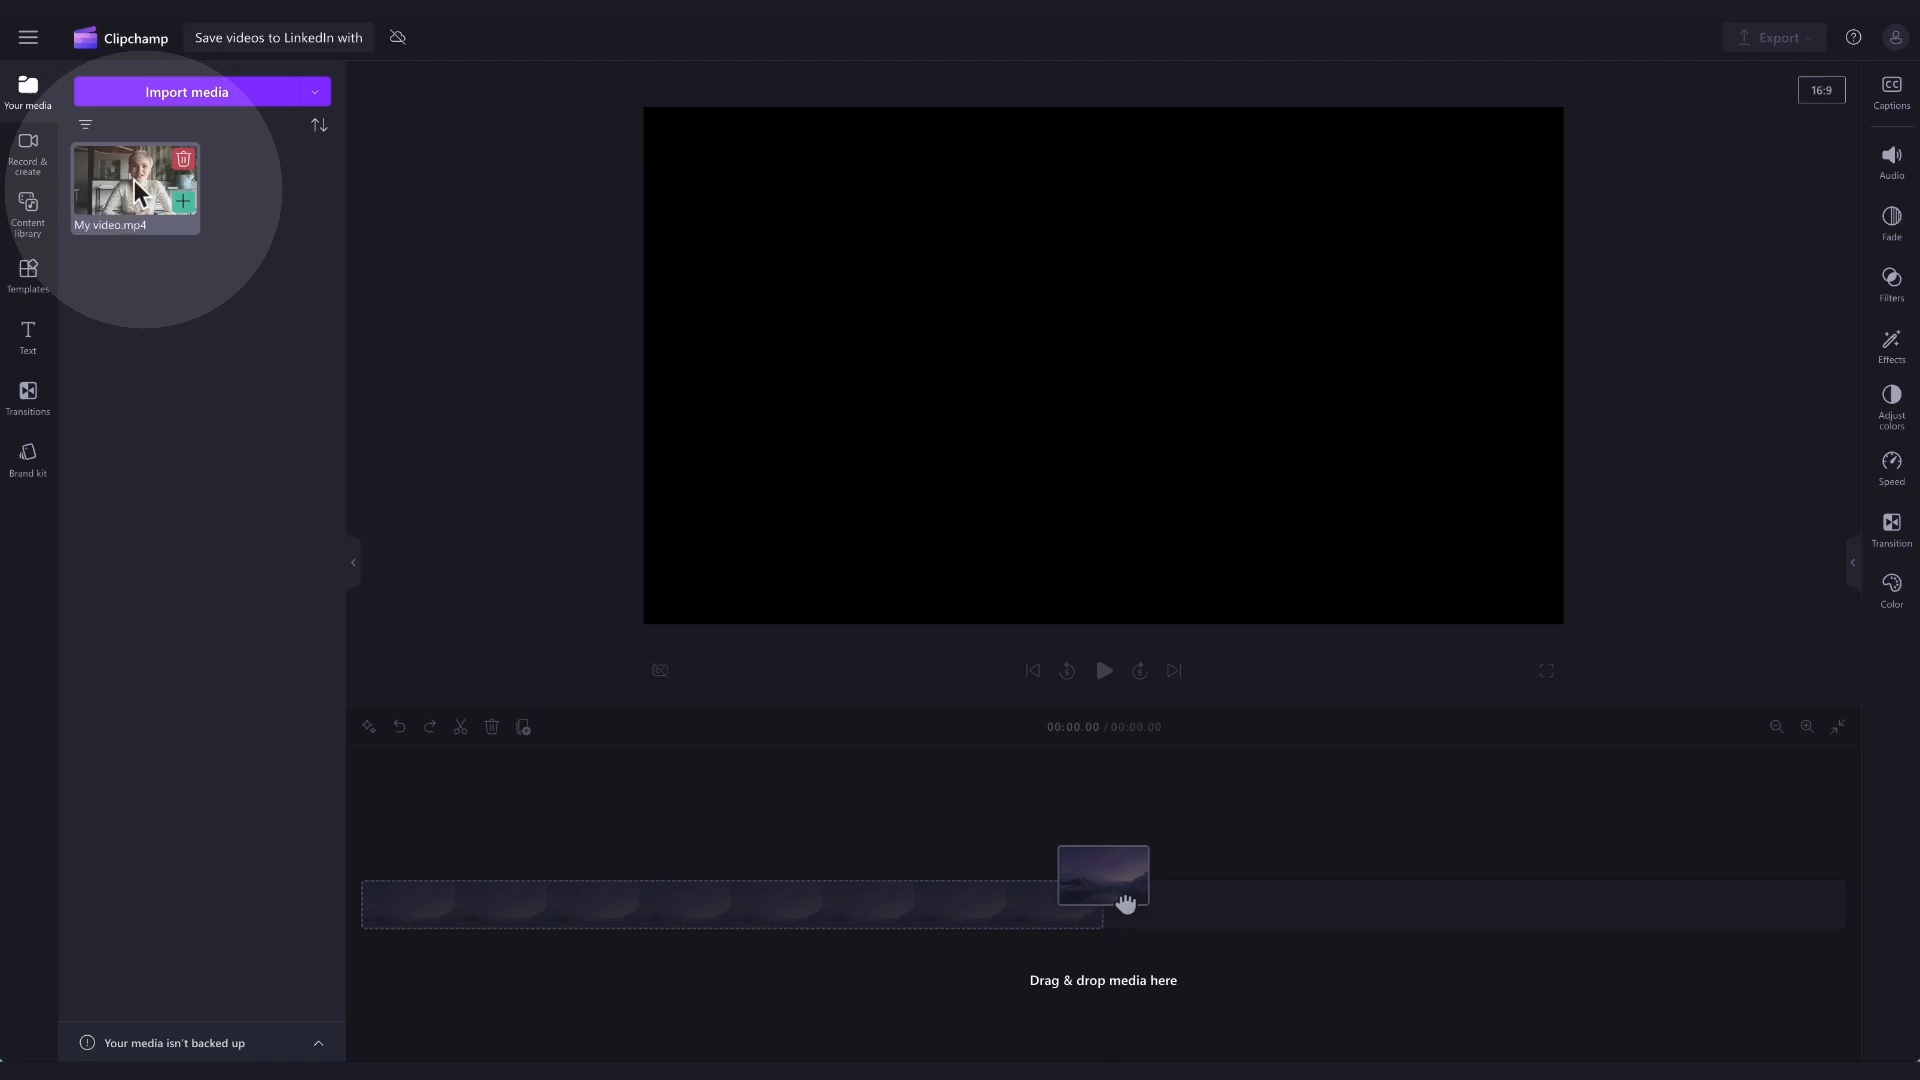 Clipchamp
Save videos to LinkedIn with
Export
Your media
Import media
16:9
Captions
Record &
create
My video.mp4
Audio
Content
library
Fade
Templates
Filters
Text
Effects
Transitions
Adjust
colors
Brand kit
Speed
Transition
Color
5
5
00:00.00 / 00:00.00
Drag & drop media here
Your media isn't backed up